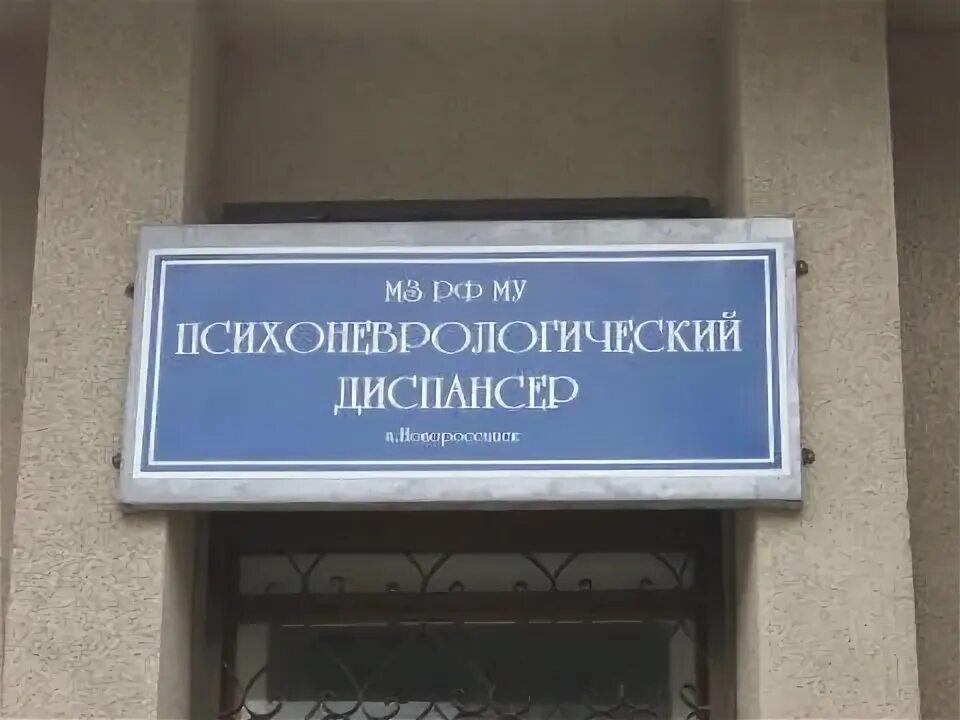 МЗ РФ МУ
ПСИХОНЕВРОЛОГИЧЕСКИЙ
ДИСПАНСЕР
г.Новороссийск